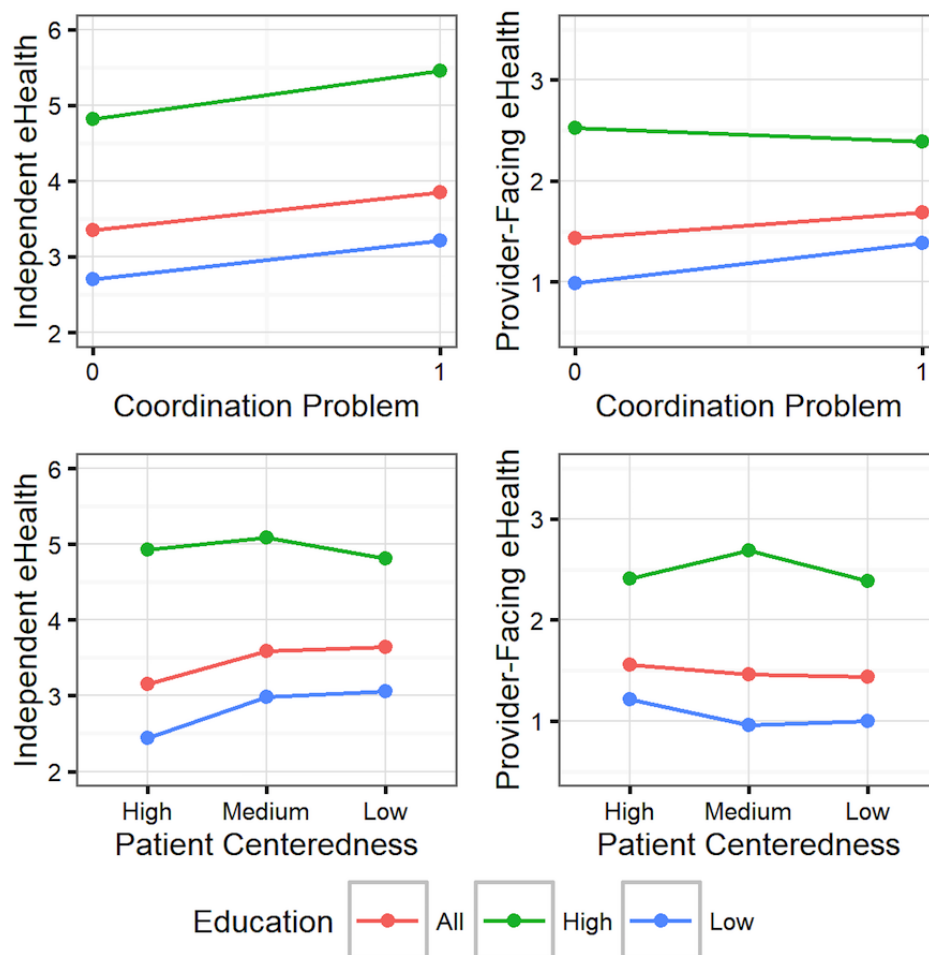 Independent eHealth
6
5
4
3
2
0 1
Coordination Problem
Provider-Facing eHealth
3
2
1
0 1
Coordination Problem
Independent eHealth
6
5
4
3
2
High Medium Low
Patient Centeredness
Provider-Facing eHealth
3
2
1
High Medium Low
Patient Centeredness
Education All High Low